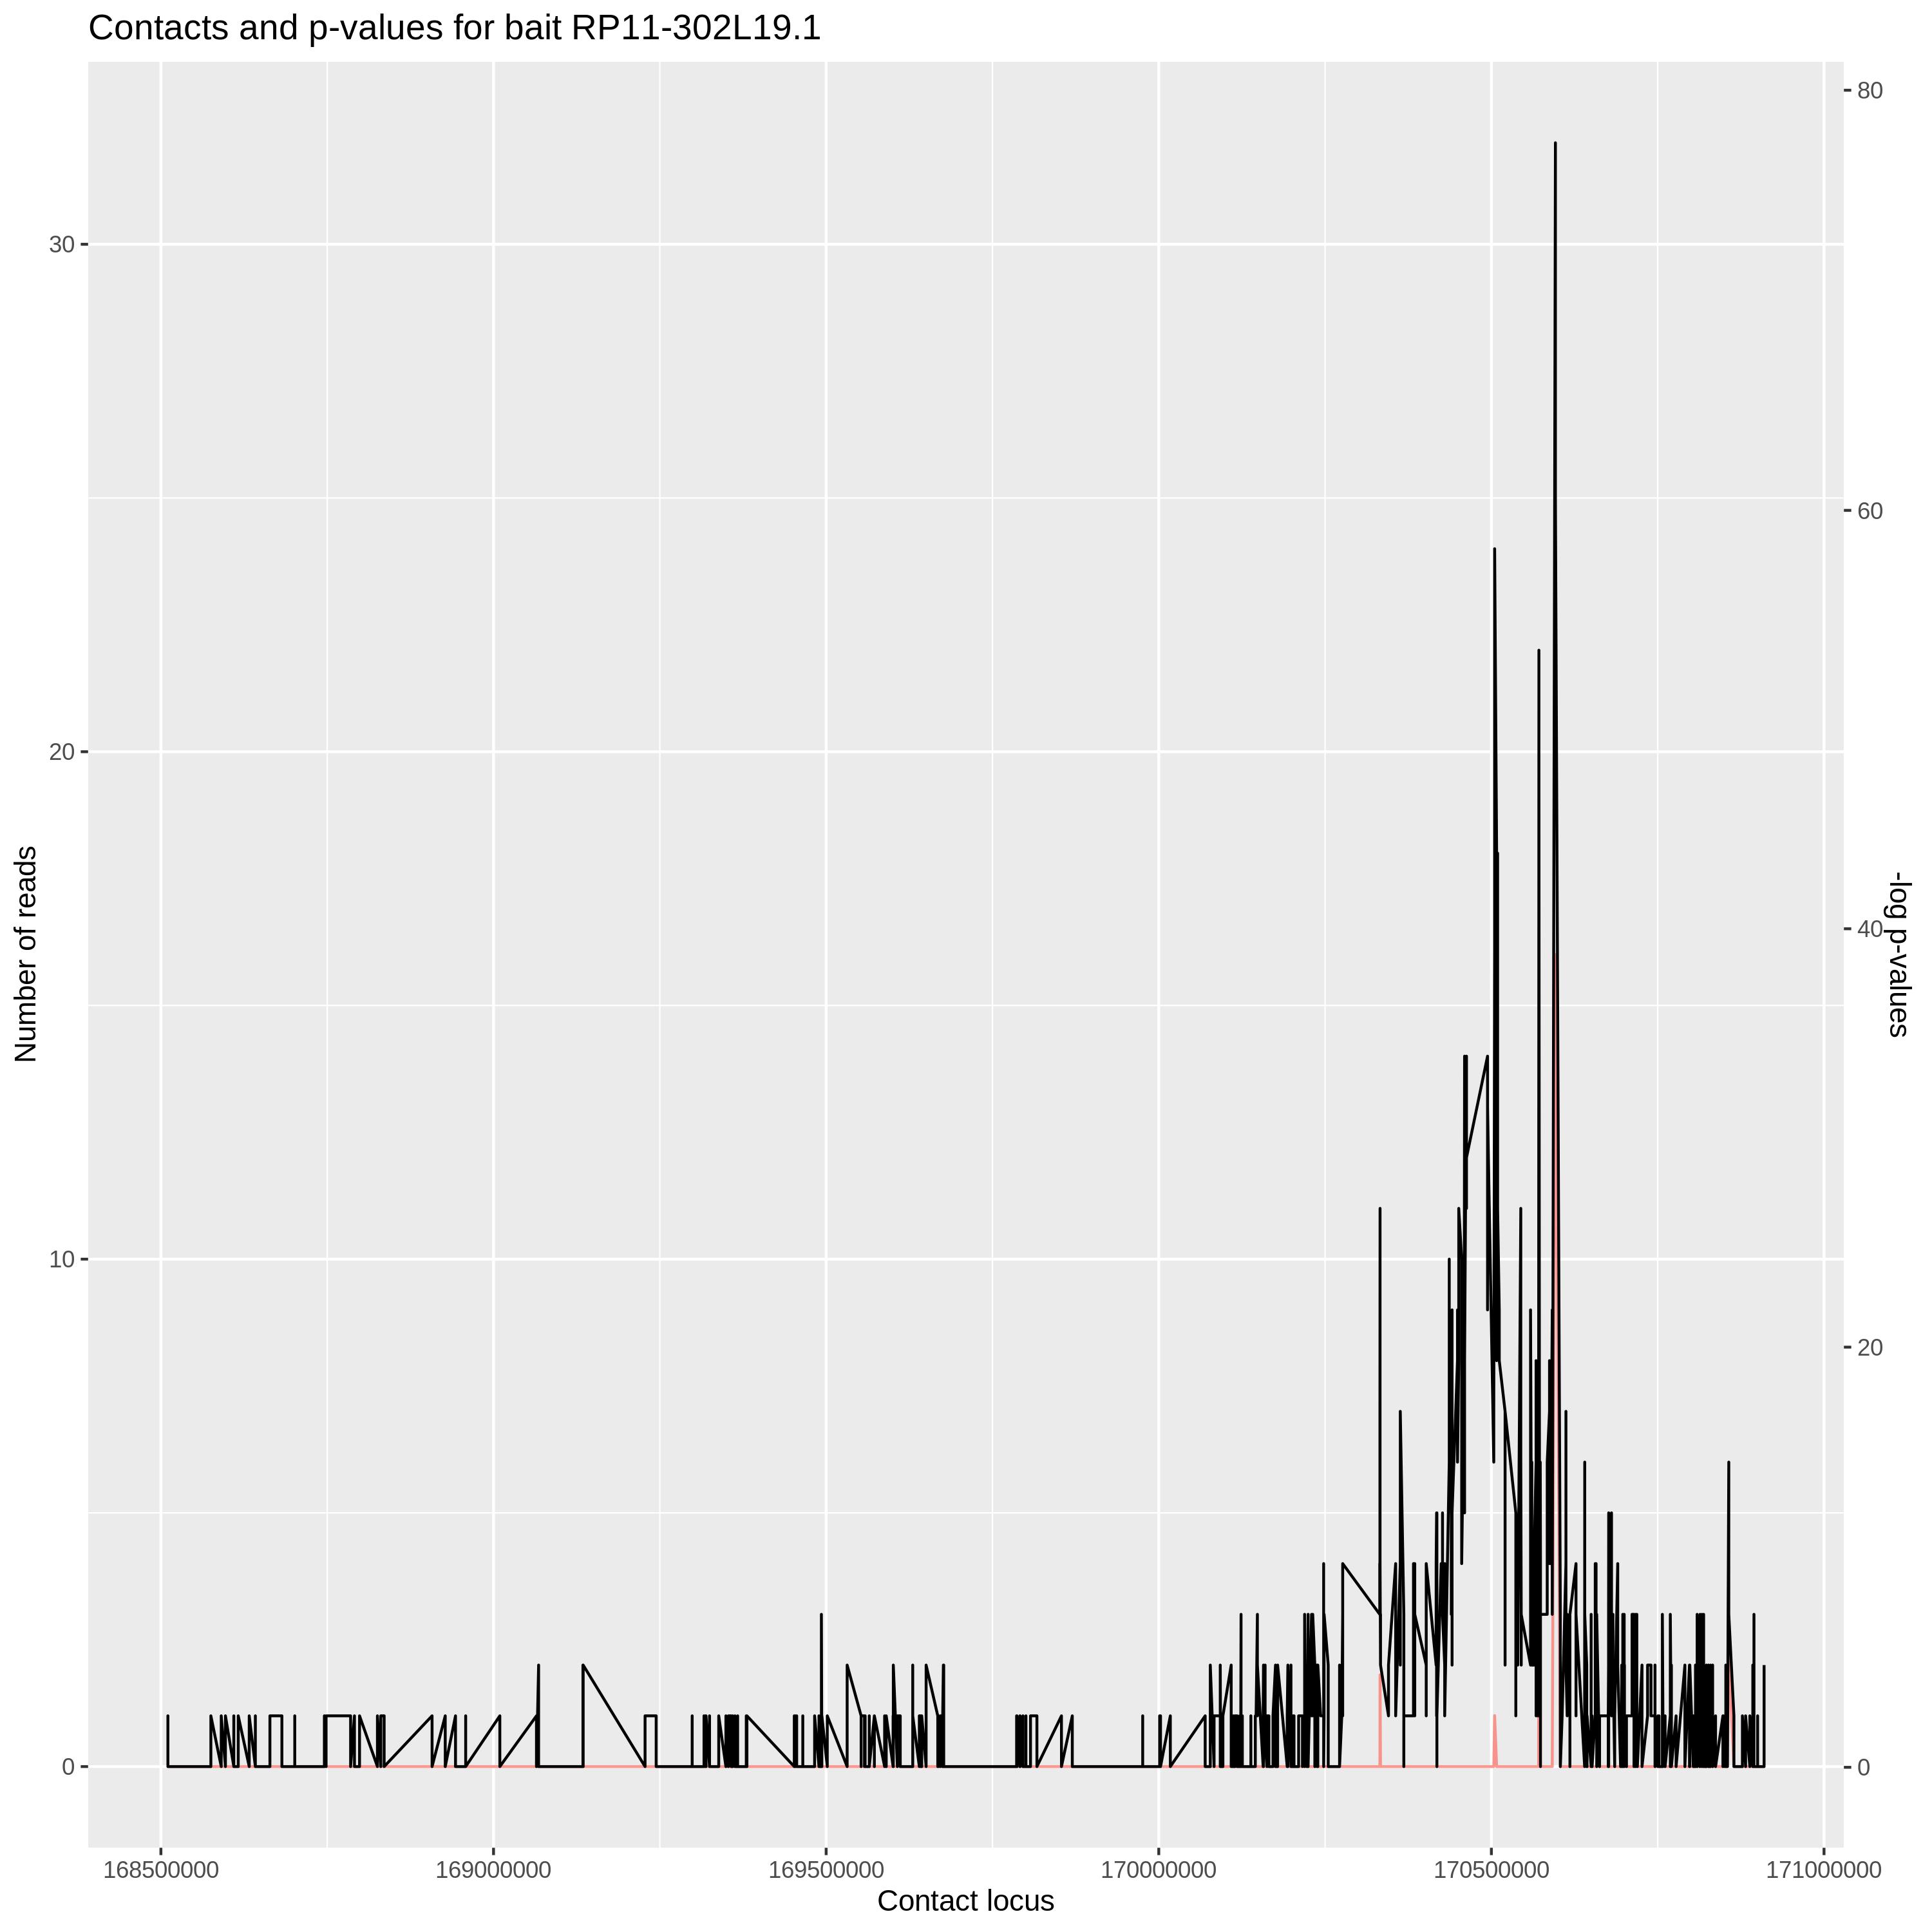 Contacts and p-values for bait RP11-302L19.1
80
30
60
20
40
Number of reads
-log p-values
10
20
0
0
168500000 169000000 169500000 170000000 170500000 171000000
Contact locus